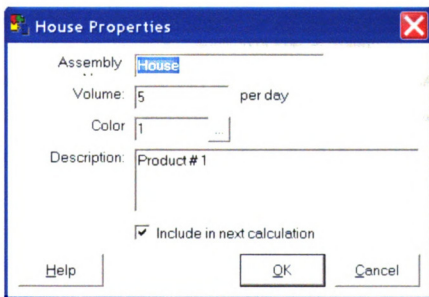 House Properties
Assembly House
Volume: 5 per day
Color 1 ...
Description: Product # 1
Include in next calculation
Help OK Cancel